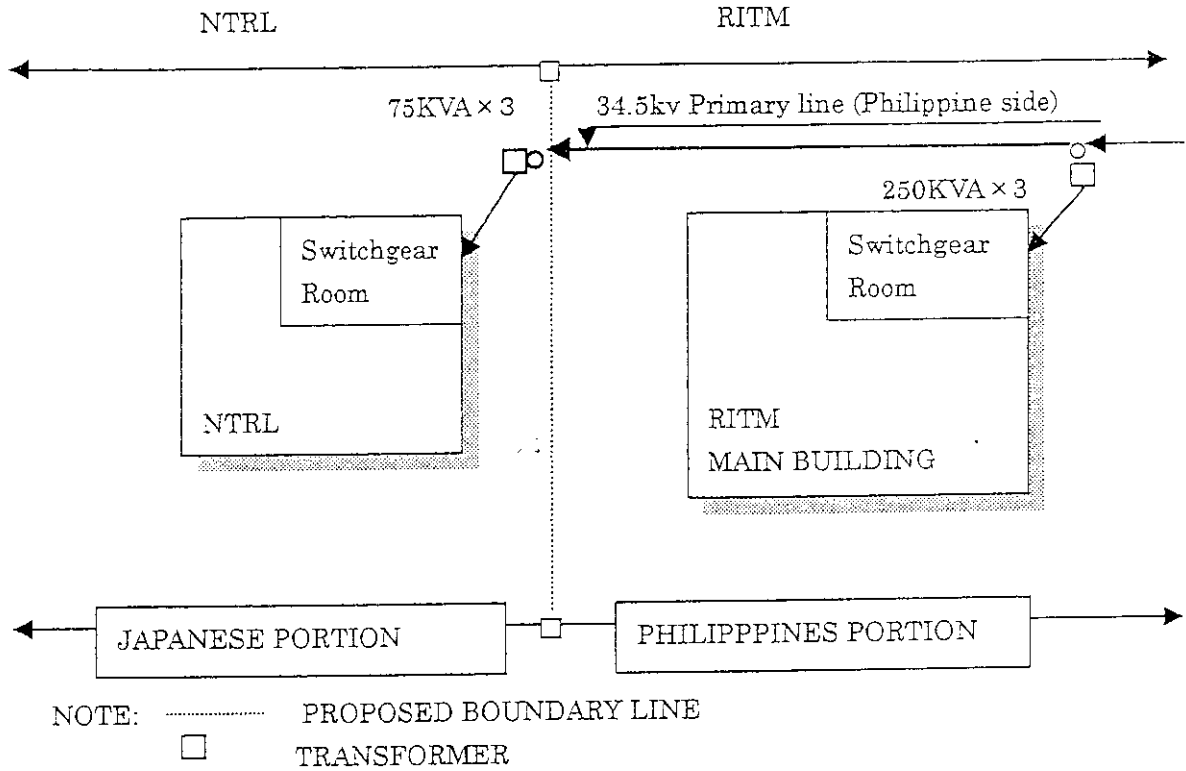 NTRL
RITM
75KVA×3
34.5kv Primary line (Philippine side)
250KVA×3
Switchgear
Room
Switchgear
Room
NTRL
RITM
MAIN BUILDING
JAPANESE PORTION
PHILIPPPINES PORTION
NOTE: PROPOSED BOUNDARY LINE
TRANSFORMER